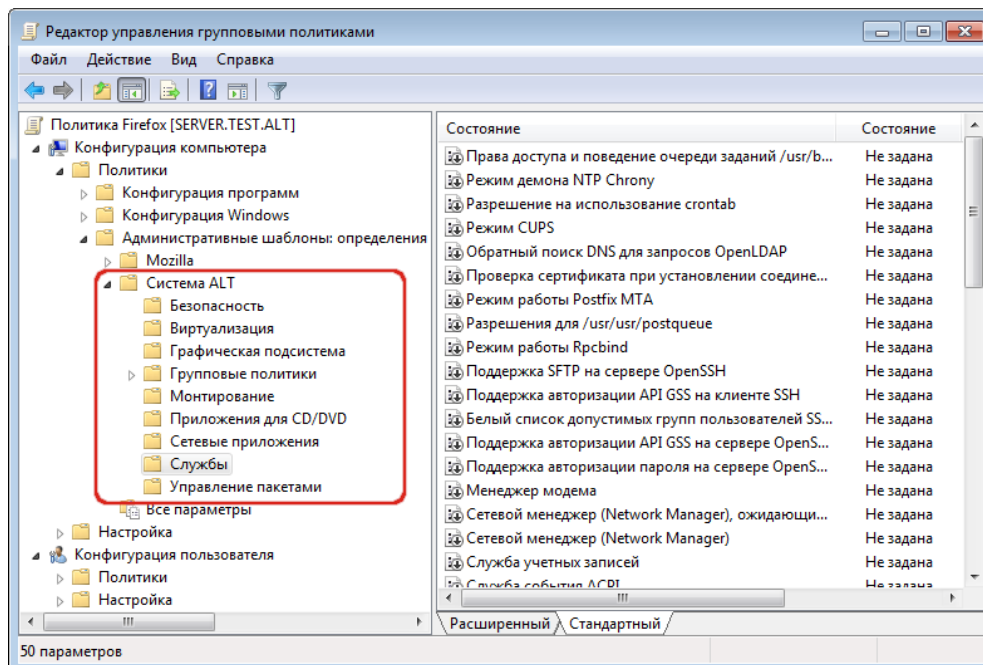 Редактор управления групповыми политиками
Файл Действие Вид Справка
Политика Firefox [SERVER.TEST.ALT]
Конфигурация компьютера
Политики
Конфигурация программ
Конфигурация Windows
Административные шаблоны: определения
Mozilla
Система ALT
Безопасность
Виртуализация
Графическая подсистема
Групповые политики
Монтирование
Приложения для CD/DVD
Сетевые приложения
Службы
Управление пакетами
Все параметры
Настройка
Конфигурация пользователя
Политики
Настройка
Состояние Состояние
Права доступа и поведение очереди заданий /usr/b... Не задана
Режим демона NTP Chrony Не задана
Разрешение на использование crontab Не задана
Режим CUPS Не задана
Обратный поиск DNS для запросов OpenLDAP Не задана
Проверка сертификата при установлении соедине... Не задана
Режим работы Postfix MTA Не задана
Разрешения для /usr/usr/postqueue Не задана
Режим работы Rpcbind Не задана
Поддержка SFTP на сервере OpenSSH Не задана
Поддержка авторизации API GSS на клиенте SSH Не задана
Белый список допустимых групп пользователей SS... Не задана
Поддержка авторизации API GSS на сервере OpenS... Не задана
Поддержка авторизации пароля на сервере OpenS... Не задана
Менеджер модема Не задана
Сетевой менеджер (Network Manager), ожидающи... Не задана
Сетевой менеджер (Network Manager) Не задана
Служба учетных записей Не задана
Служба события ACPI Не задана
Расширенный Стандартный
50 параметров